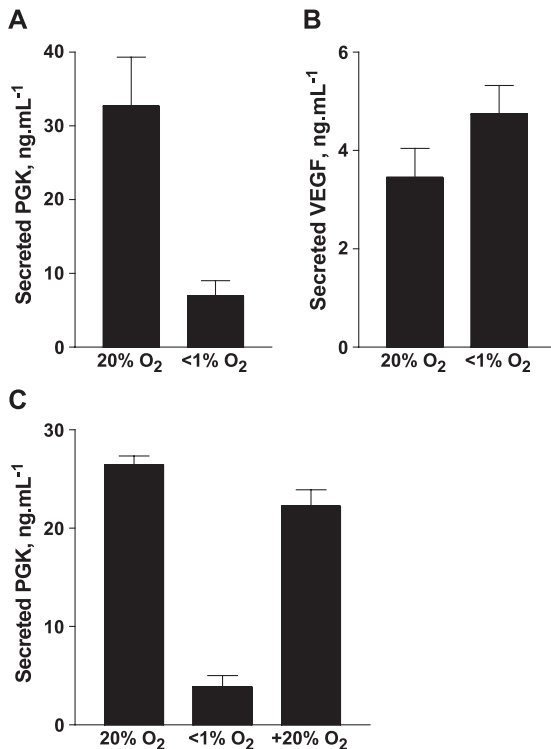 A
Secreted PGK, ng.mL-1
40
30
20
10
0
20% O2
<1% O2
B
Secreted VEGF, ng.mL-1
6
4
2
0
20% O2
<1% O2
C
Secreted PGK, ng.mL-1
30
20
10
0
20% O2
<1% O2
+20% O2